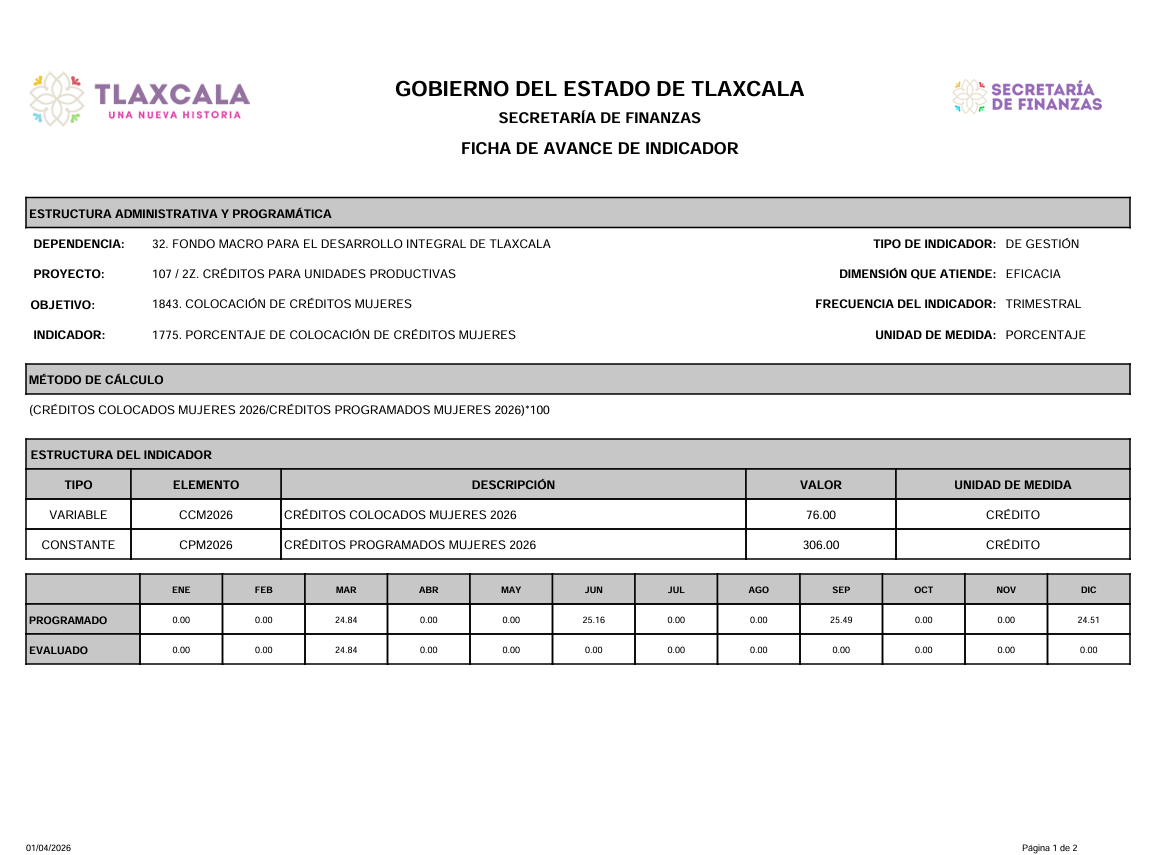 TLAXCALA
UNA NUEVA HISTORIA
GOBIERNO DEL ESTADO DE TLAXCALA
SECRETARÍA DE FINANZAS
FICHA DE AVANCE DE INDICADOR
SECRETARÍA
DE FINANZAS
ESTRUCTURA ADMINISTRATIVA Y PROGRAMÁTICA
DEPENDENCIA: 32. FONDO MACRO PARA EL DESARROLLO INTEGRAL DE TLAXCALA TIPO DE INDICADOR: DE GESTIÓN
PROYECTO: 107 / 2Z. CRÉDITOS PARA UNIDADES PRODUCTIVAS DIMENSIÓN QUE ATIENDE: EFICACIA
OBJETIVO: 1843. COLOCACIÓN DE CRÉDITOS MUJERES FRECUENCIA DEL INDICADOR: TRIMESTRAL
INDICADOR: 1775. PORCENTAJE DE COLOCACIÓN DE CRÉDITOS MUJERES UNIDAD DE MEDIDA: PORCENTAJE
MÉTODO DE CÁLCULO
(CRÉDITOS COLOCADOS MUJERES 2026/CRÉDITOS PROGRAMADOS MUJERES 2026)*100
ESTRUCTURA DEL INDICADOR
TIPO ELEMENTO DESCRIPCIÓN VALOR UNIDAD DE MEDIDA
VARIABLE CCM2026 CRÉDITOS COLOCADOS MUJERES 2026 76.00 CRÉDITO
CONSTANTE CPM2026 CRÉDITOS PROGRAMADOS MUJERES 2026 306.00 CRÉDITO
ENE FEB MAR ABR MAY JUN JUL AGO SEP OCT NOV DIC
PROGRAMADO 0.00 0.00 24.84 0.00 0.00 25.16 0.00 0.00 25.49 0.00 0.00 24.51
EVALUADO 0.00 0.00 24.84 0.00 0.00 0.00 0.00 0.00 0.00 0.00 0.00 0.00
01/04/2026 Página 1 de 2